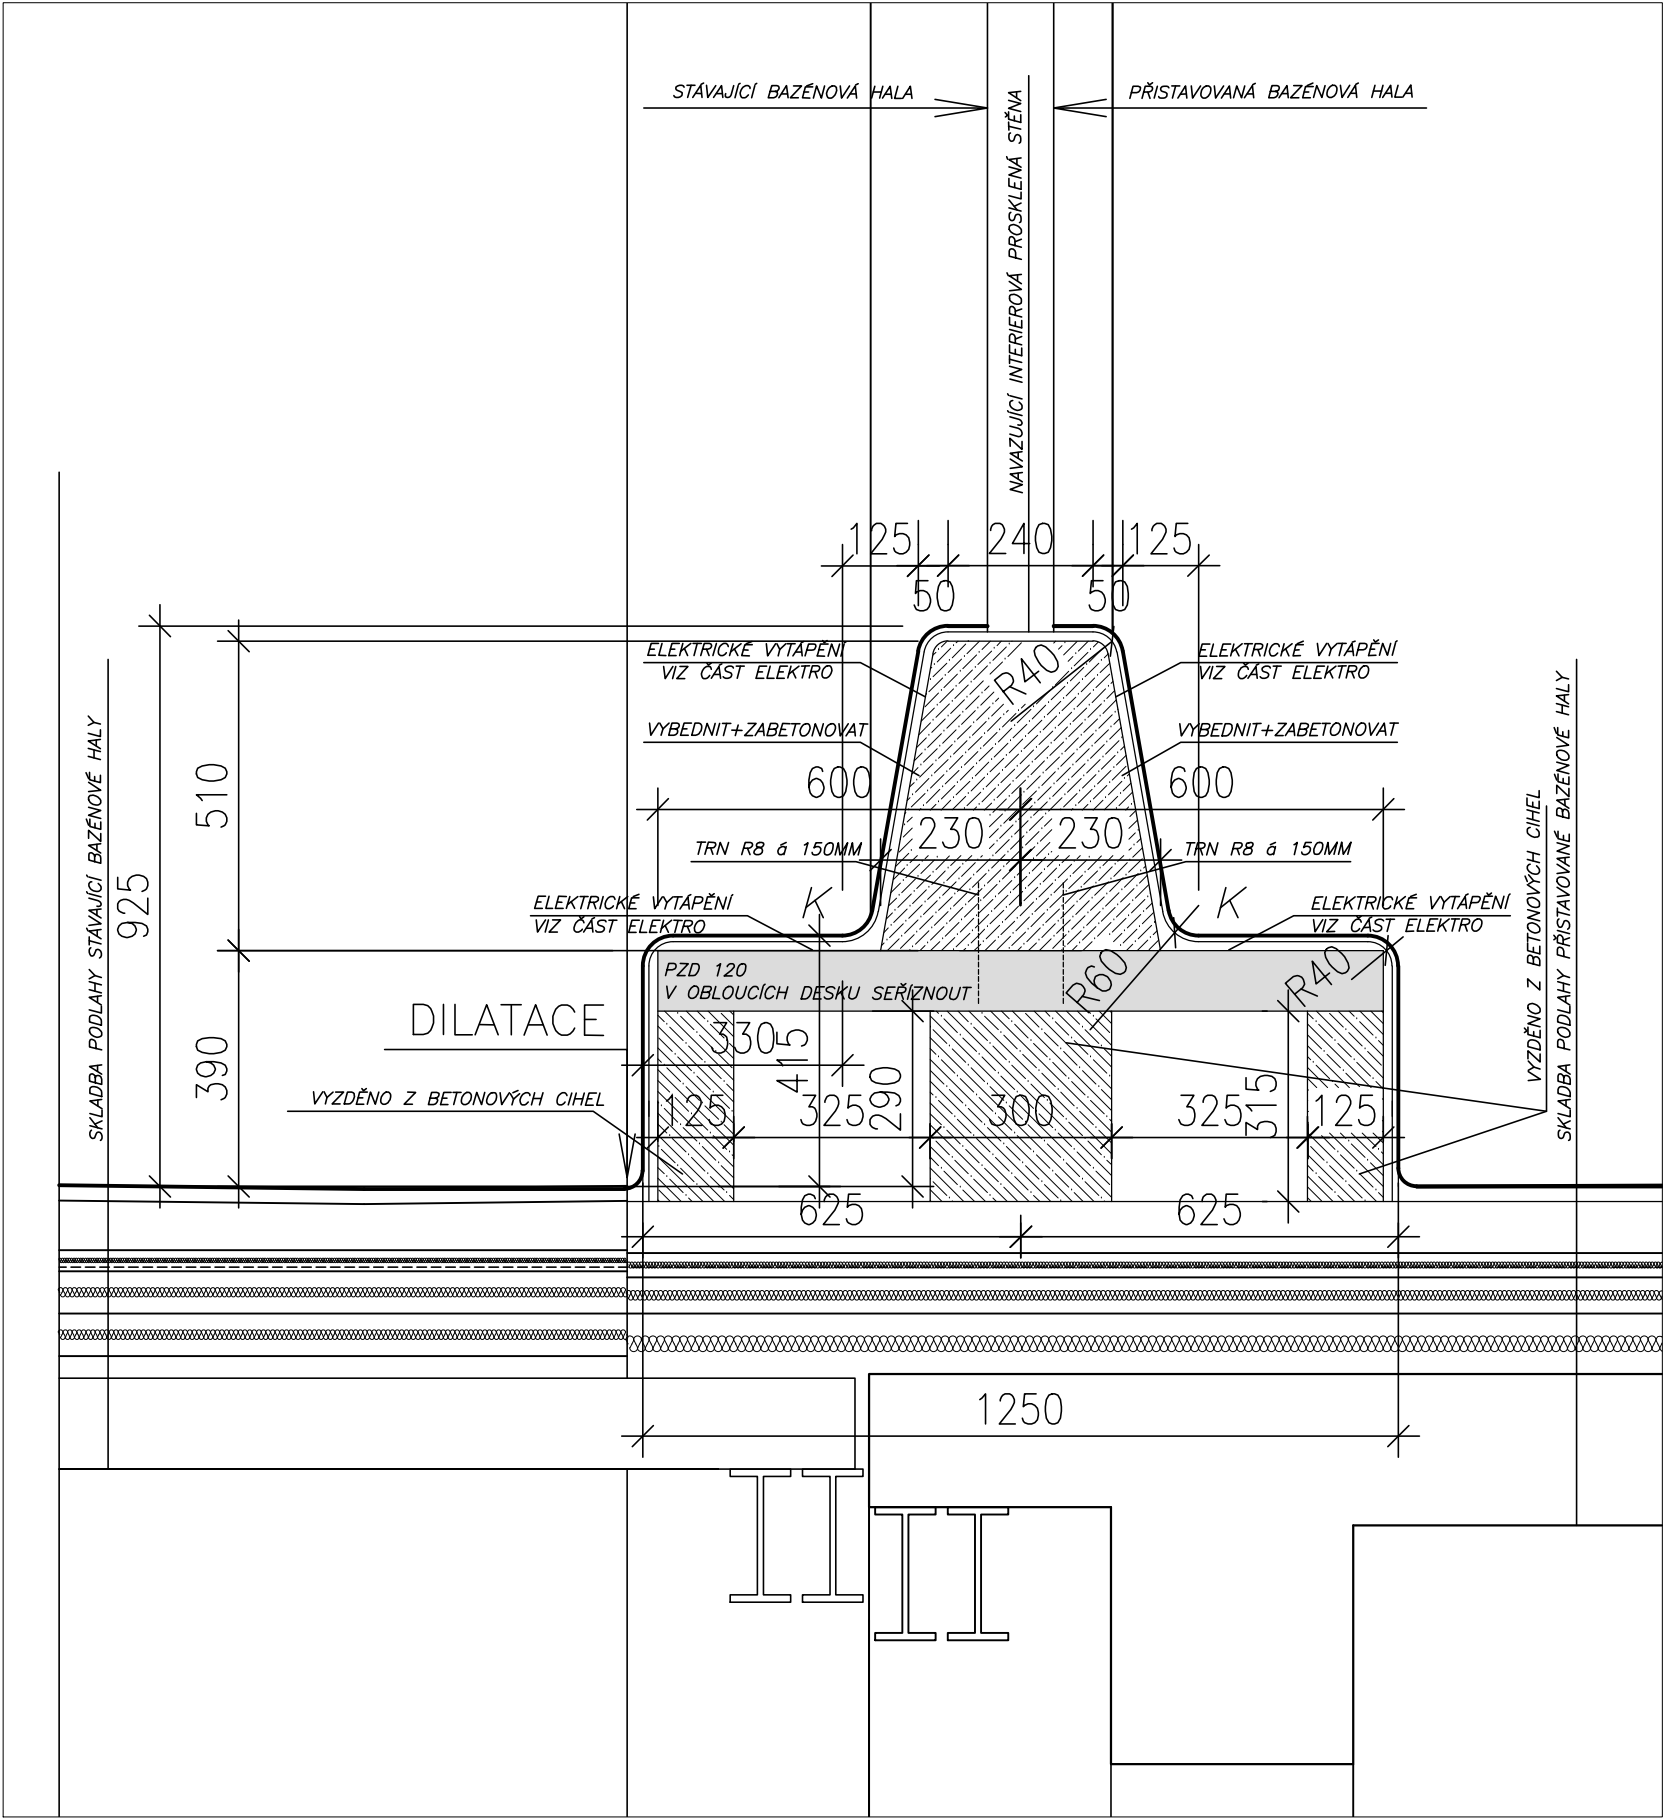 STÁVAJÍCÍ BAZÉNOVÁ HALA
PŘISTAVOVANÁ BAZÉNOVÁ HALA
NAVAZUJÍCÍ INTERIEROVÁ PROSKLENÁ STĚNA
125
240
125
50
50
ELEKTRICKÉ VYTÁPĚNÍ
VIZ ČÁST ELEKTRO
R40
ELEKTRICKÉ VYTÁPĚNÍ
VIZ ČÁST ELEKTRO
VYBEDNIT+ZABETONOVAT
VYBEDNIT+ZABETONOVAT
600
600
230
230
TRN R8 á 150MM
TRN R8 á 150MM
SKLADBA PODLAHY STÁVAJÍCÍ BAZÉNOVÉ HALY
925
510
390
ELEKTRICKÉ VYTÁPĚNÍ
VIZ ČÁST ELEKTRO
K
K
ELEKTRICKÉ VYTÁPĚNÍ
VIZ ČÁST ELEKTRO
VYZDĚNO Z BETONOVÝCH CIHEL
SKLADBA PODLAHY PŘISTAVOVANÉ BAZÉNOVÉ HALY
PZD 120
V OBLOUCÍCH DESKU SEŘÍZNOUT
R60
R40
DILATACE
330
415
290
315
VYZDĚNO Z BETONOVÝCH CIHEL
125
325
300
325
125
625
625
1250